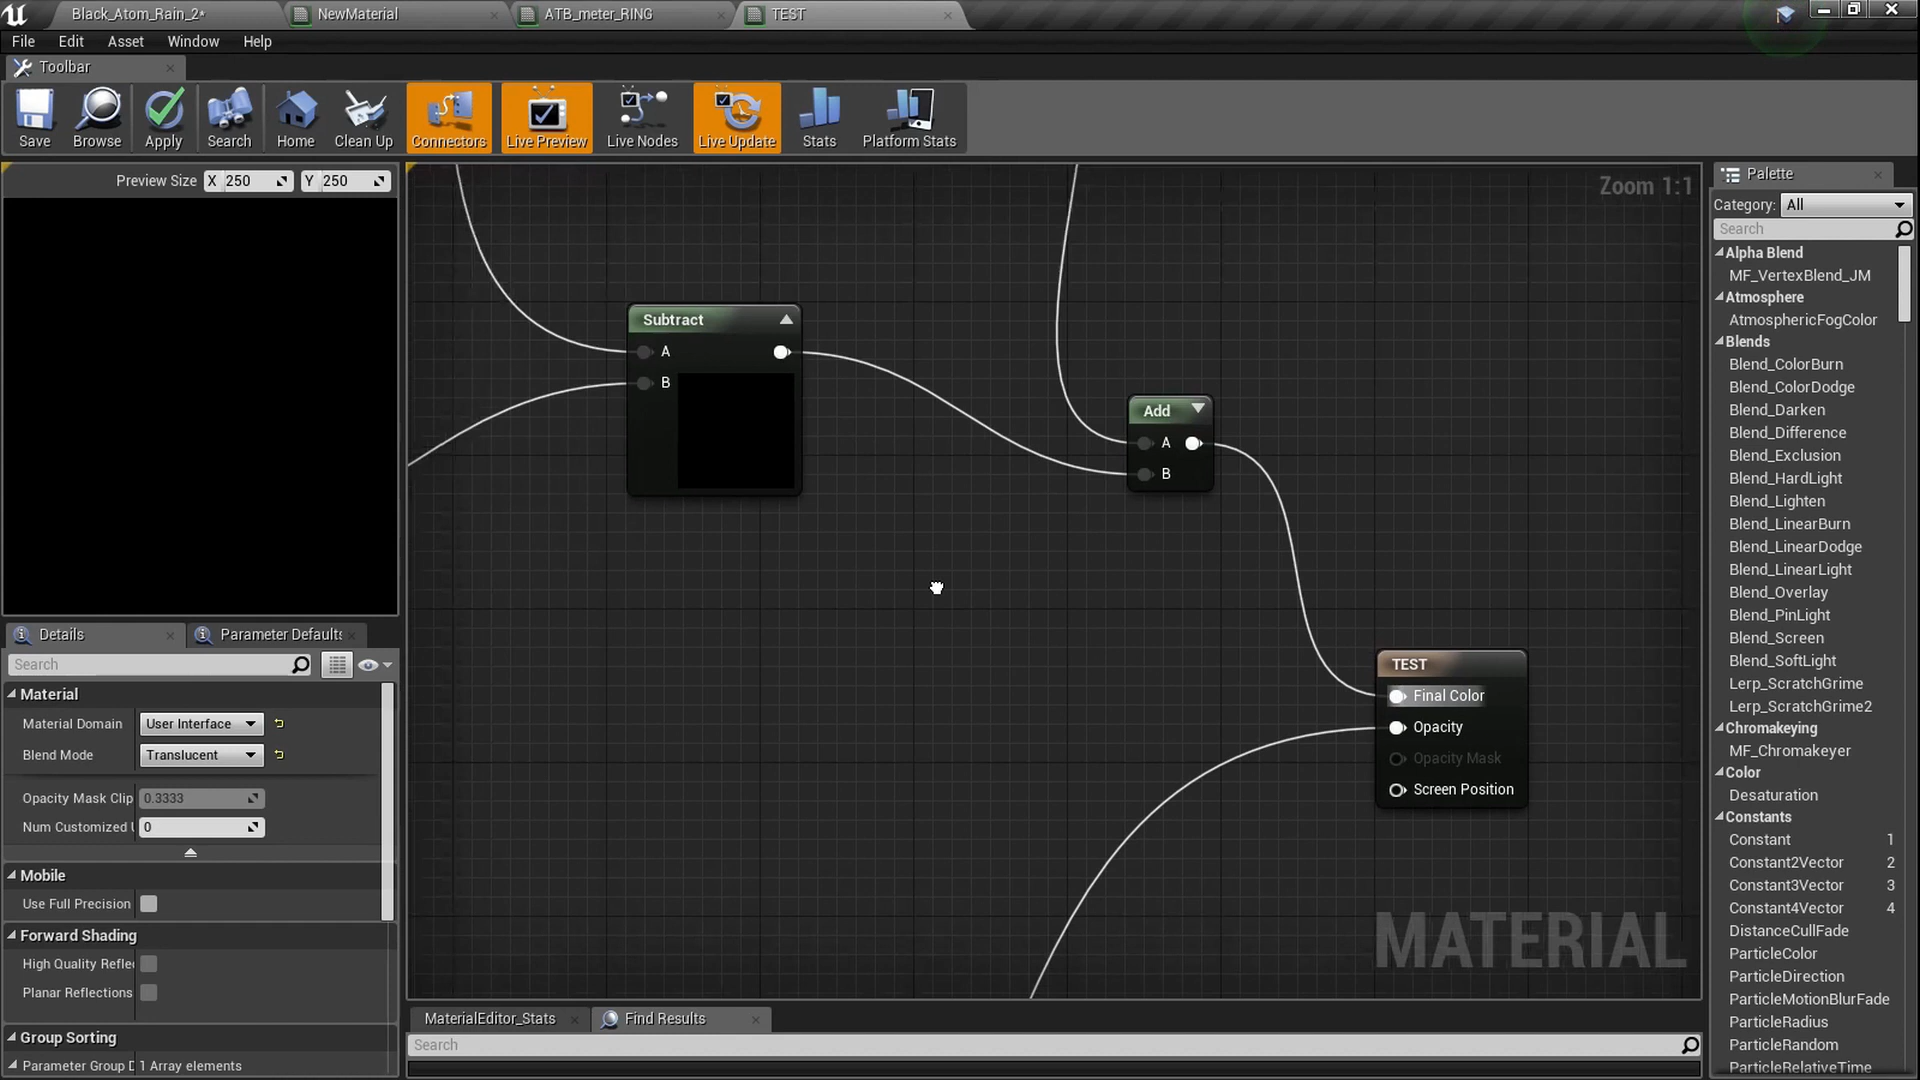 Black_Atom_Rain_2*
NewMaterial
ATB_meter_RING
TEST
File
Edit
Asset
Window
Help
Toolbar
Save
Browse
Apply
Search
Home
Clean Up
Connectors
Live Preview
Live Nodes
Live Update
Stats
Platform Stats
Preview Size X 250 Y 250
Zoom 1:1
Subtract
A
B
Add
A
B
TEST
Final Color
Opacity
Opacity Mask
Screen Position
MATERIAL
Details
Parameter Defaults
Search
Material
Material Domain User Interface
Blend Mode Translucent
Opacity Mask Clip 0.3333
Num Customized U 0
Mobile
Use Full Precision
Forward Shading
High Quality Refle
Planar Reflections
Group Sorting
Parameter Group D 1 Array elements
MaterialEditor_Stats
Find Results
Search
Palette
Category: All
Search
Alpha Blend
MF_VertexBlend_JM
Atmosphere
AtmosphericFogColor
Blends
Blend_ColorBurn
Blend_ColorDodge
Blend_Darken
Blend_Difference
Blend_Exclusion
Blend_HardLight
Blend_Lighten
Blend_LinearBurn
Blend_LinearDodge
Blend_LinearLight
Blend_Overlay
Blend_PinLight
Blend_Screen
Blend_SoftLight
Lerp_ScratchGrime
Lerp_ScratchGrime2
Chromakeying
MF_Chromakeyer
Color
Desaturation
Constants
Constant 1
Constant2Vector 2
Constant3Vector 3
Constant4Vector 4
DistanceCullFade
ParticleColor
ParticleDirection
ParticleMotionBlurFade
ParticleRadius
ParticleRandom
ParticleRelativeTime